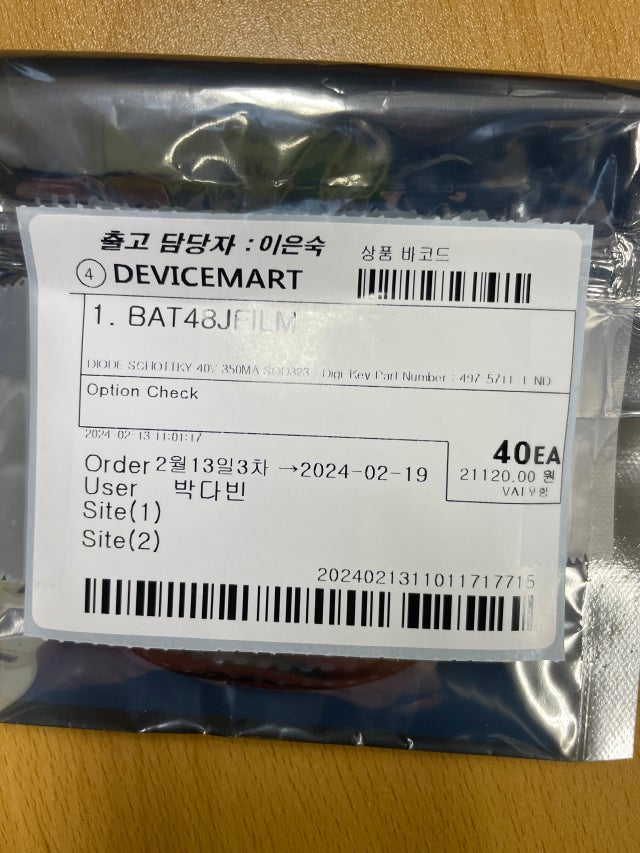 출고 담당자 : 이은숙
상품 바코드
④ DEVICEMART
1. BAT48JFILM
DIODE SCHOTTKY 40V 350MA SOD323 / Digi-Key Part Number : 497-5711-1-ND
Option Check
2024-02-13 11:01:17
40EA
Order 2월13일3차 →2024-02-19
21120.00 원
User 박다빈
VAT포함
Site(1)
Site(2)
2024021311011717715